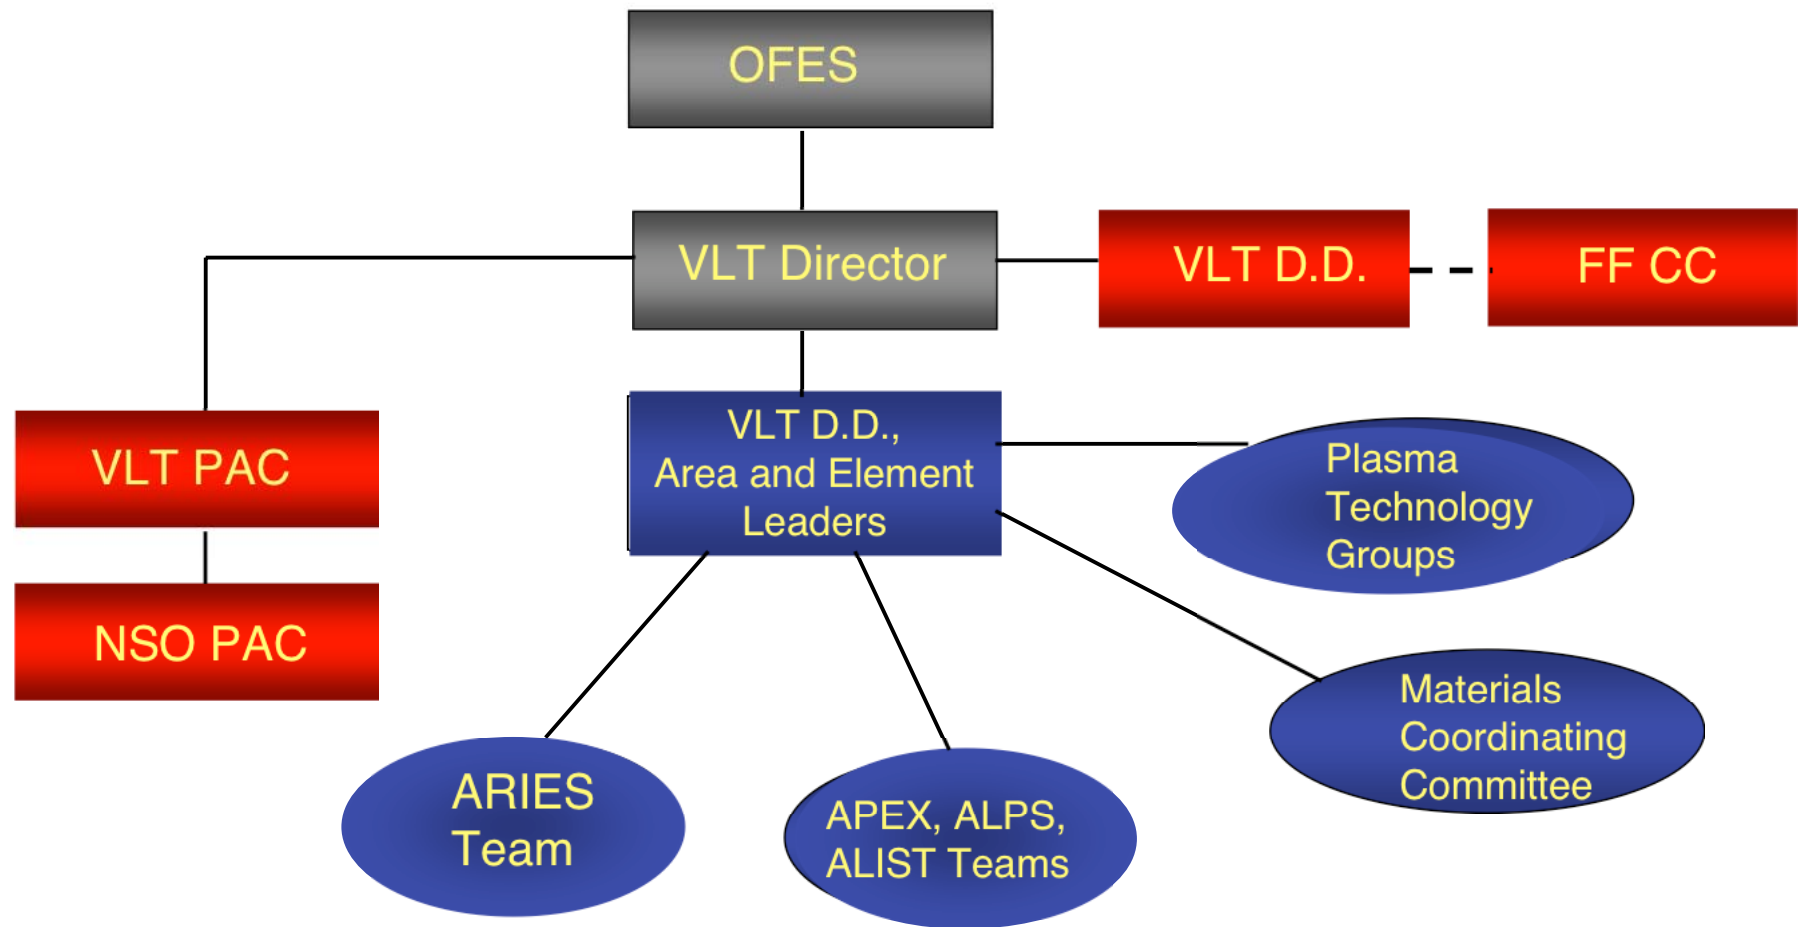 OFES
VLT Director
VLT D.D.
FF CC
VLT PAC
NSO PAC
VLT D.D.,
Area and Element
Leaders
Plasma
Technology
Groups
Materials
Coordinating
Committee
ARIES
Team
APEX, ALPS,
ALIST Teams